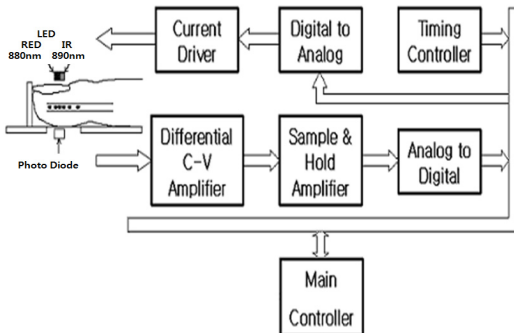 LED
RED IR
880nm 890nm
Photo Diode
Current
Driver
Digital to
Analog
Timing
Controller
Differential
C-V
Amplifier
Sample &
Hold
Amplifier
Analog to
Digital
Main
Controller